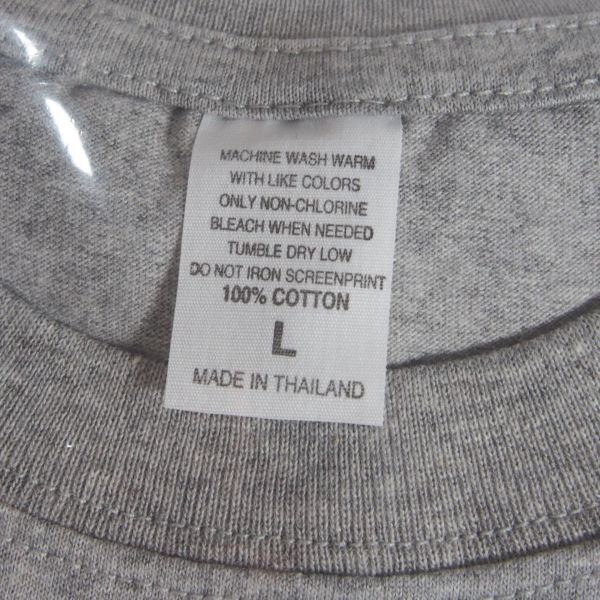 MACHINE WASH WARM
WITH LIKE COLORS
ONLY NON-CHLORINE
BLEACH WHEN NEEDED
TUMBLE DRY LOW
DO NOT IRON SCREENPRINT
100% COTTON
L
MADE IN THAILAND